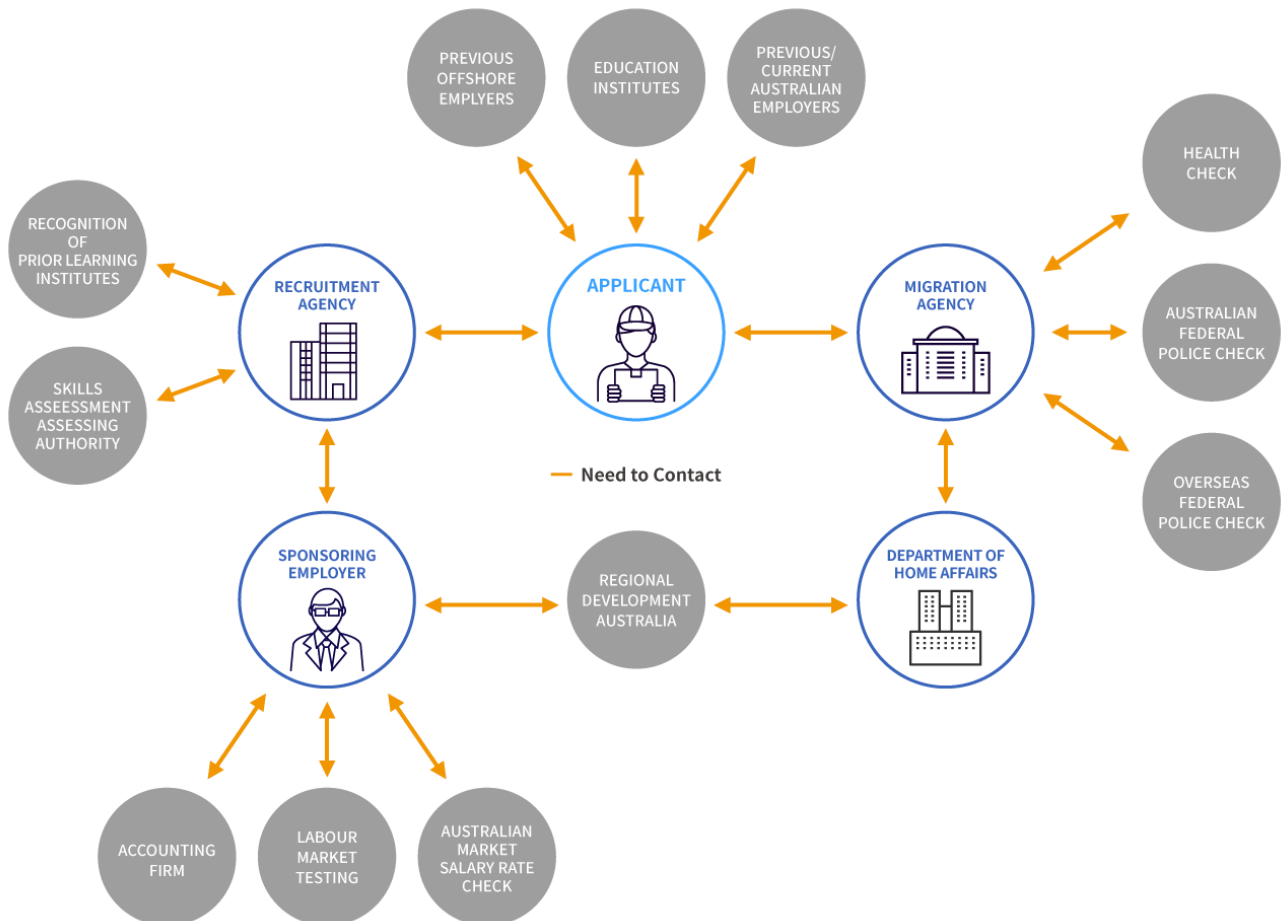 PREVIOUS
OFFSHORE
EMPLYERS
EDUCATION
INSTITUTES
PREVIOUS/
CURRENT
AUSTRALIAN
EMPLOYERS
HEALTH
CHECK
RECOGNITION
OF
PRIOR LEARNING
INSTITUTES
RECRUITMENT
AGENCY
APPLICANT
MIGRATION
AGENCY
AUSTRALIAN
FEDERAL
POLICE CHECK
SKILLS
ASSEESSMENT
ASSESSING
AUTHORITY
Need to Contact
OVERSEAS
FEDERAL
POLICE CHECK
SPONSORING
EMPLOYER
REGIONAL
DEVELOPMENT
AUSTRALIA
DEPARTMENT OF
HOME AFFAIRS
ACCOUNTING
FIRM
LABOUR
MARKET
TESTING
AUSTRALIAN
MARKET
SALARY RATE
CHECK